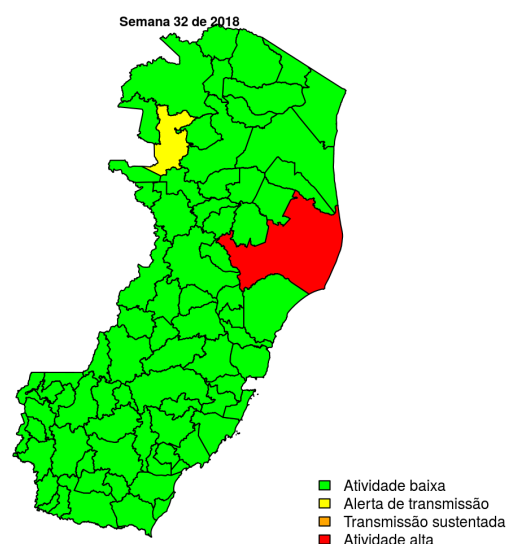 Semana 32 de 2018
Atividade baixa
Alerta de transmissão
Transmissão sustentada
Atividade alta